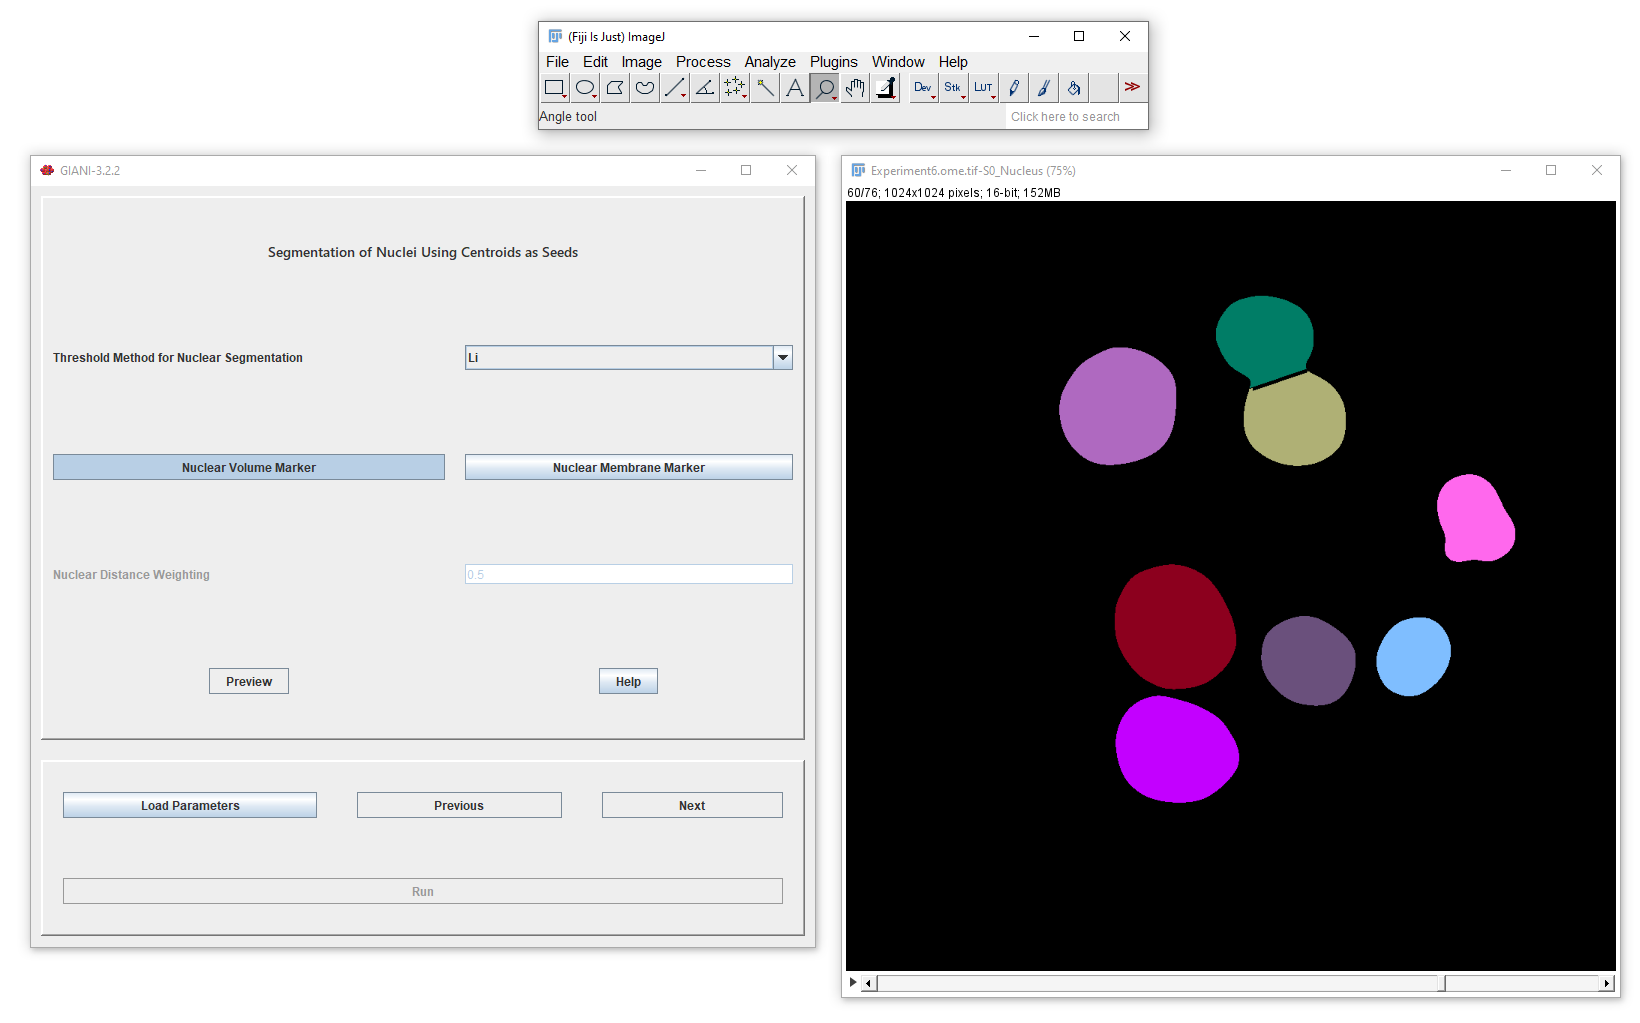 (Fiji Is Just) ImageJ
File Edit Image Process Analyze Plugins Window Help
Dev Stk LUT
Angle tool
Click here to search
GIANI-3.2.2
Segmentation of Nuclei Using Centroids as Seeds
Threshold Method for Nuclear Segmentation
Li
Nuclear Volume Marker
Nuclear Membrane Marker
Nuclear Distance Weighting
0.5
Preview
Help
Load Parameters
Previous
Next
Run
Experiment6.ome.tif-S0_Nucleus (75%)
60/76; 1024x1024 pixels; 16-bit; 152MB